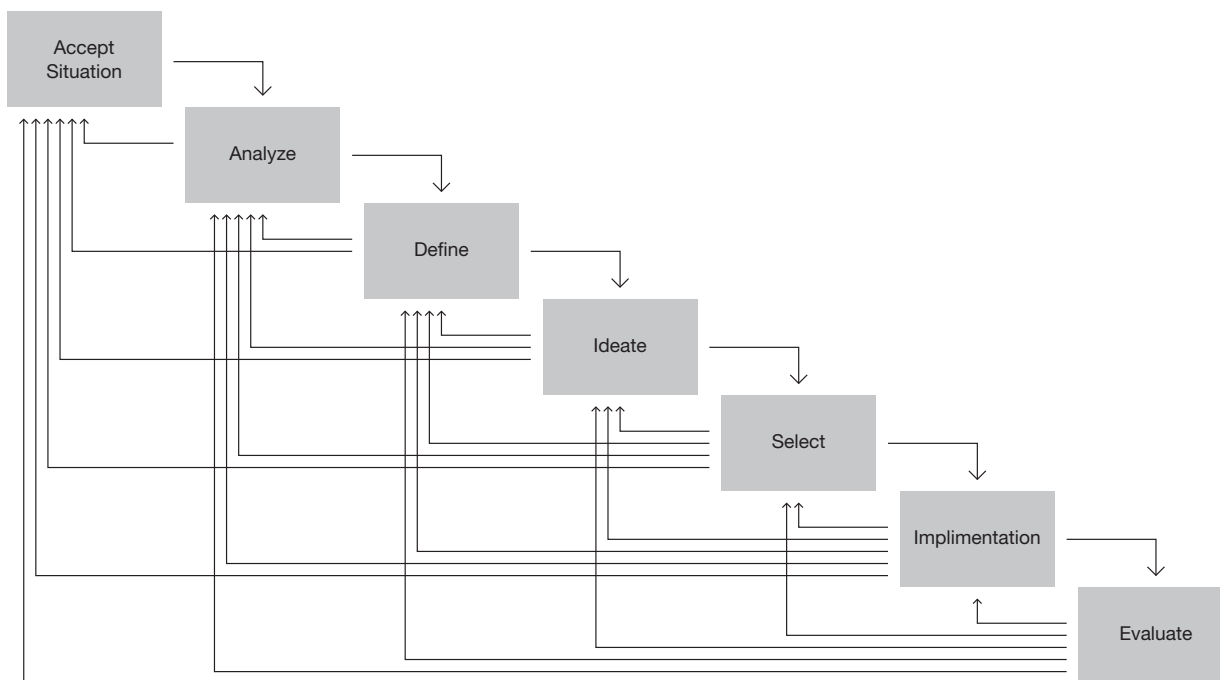 Accept
Situation
Analyze
Define
Ideate
Select
Implimentation
Evaluate